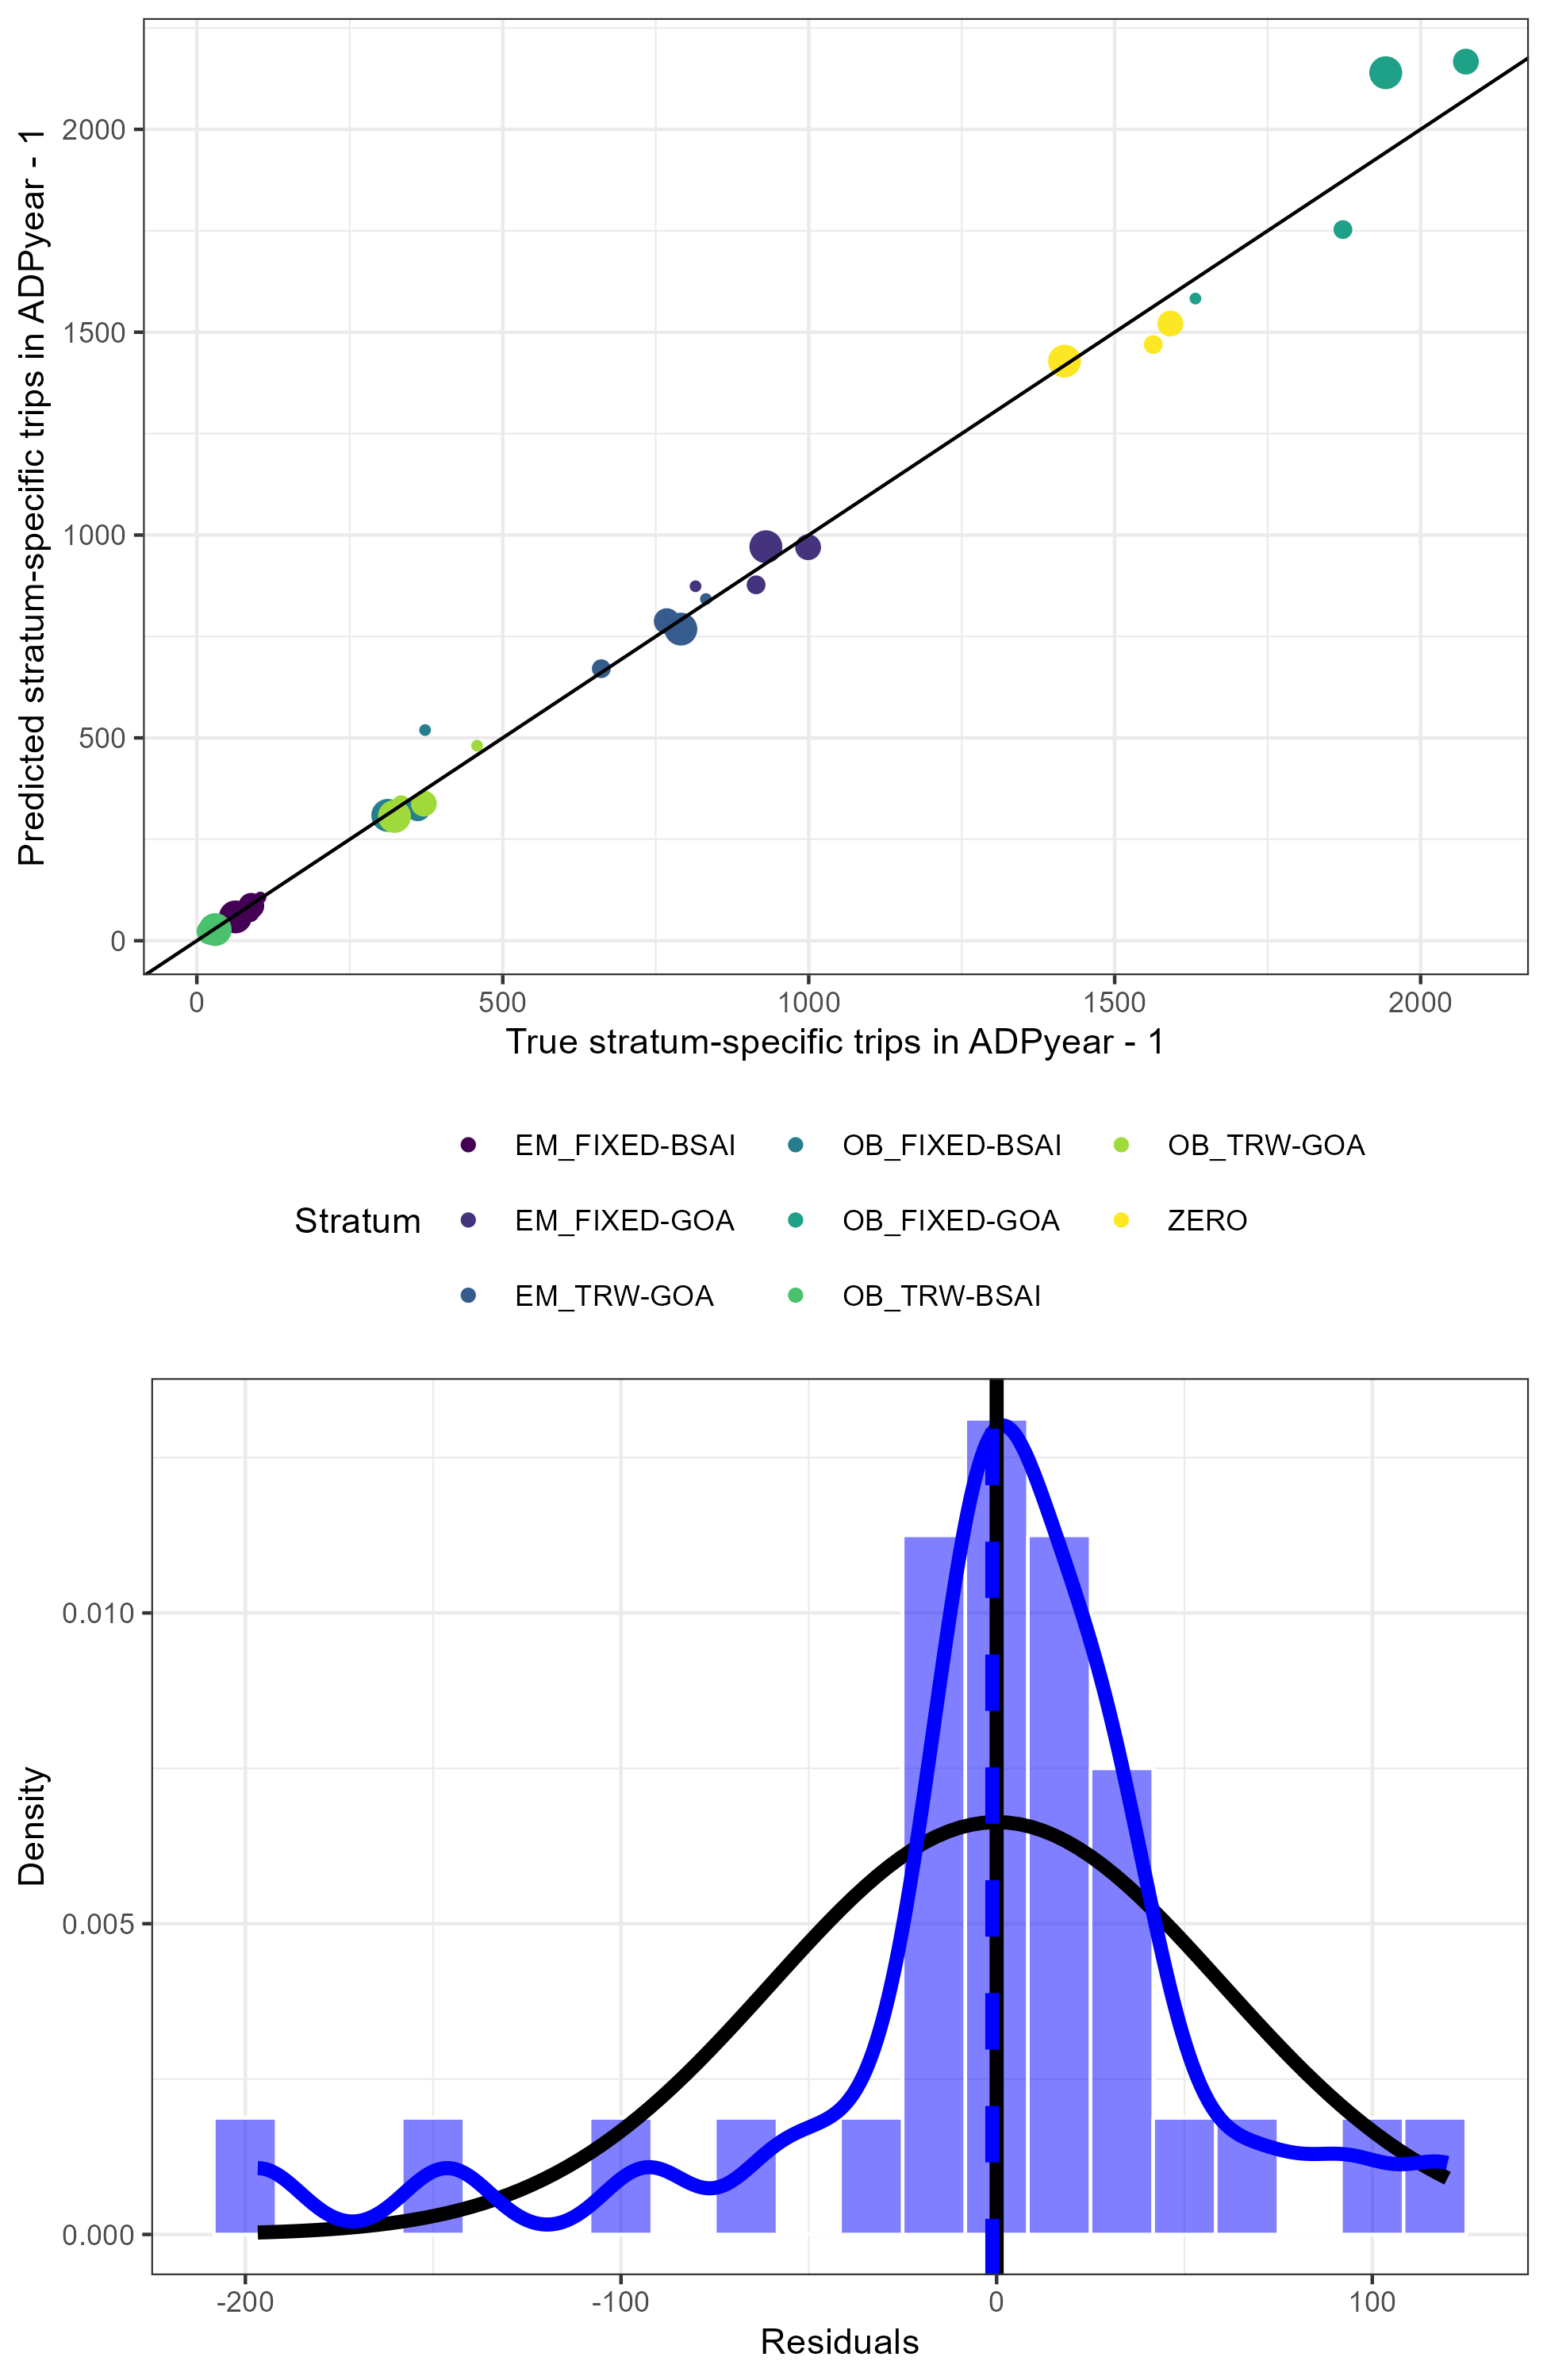 Predicted stratum-specific trips in ADPyear - 1
2000
1500
1000
500
0
0 500 1000 1500 2000
True stratum-specific trips in ADPyear - 1
Stratum
EM_FIXED-BSAI
EM_FIXED-GOA
EM_TRW-GOA
OB_FIXED-BSAI
OB_FIXED-GOA
OB_TRW-BSAI
OB_TRW-GOA
ZERO
Density
0.010
0.005
0.000
-200 -100 0 100
Residuals